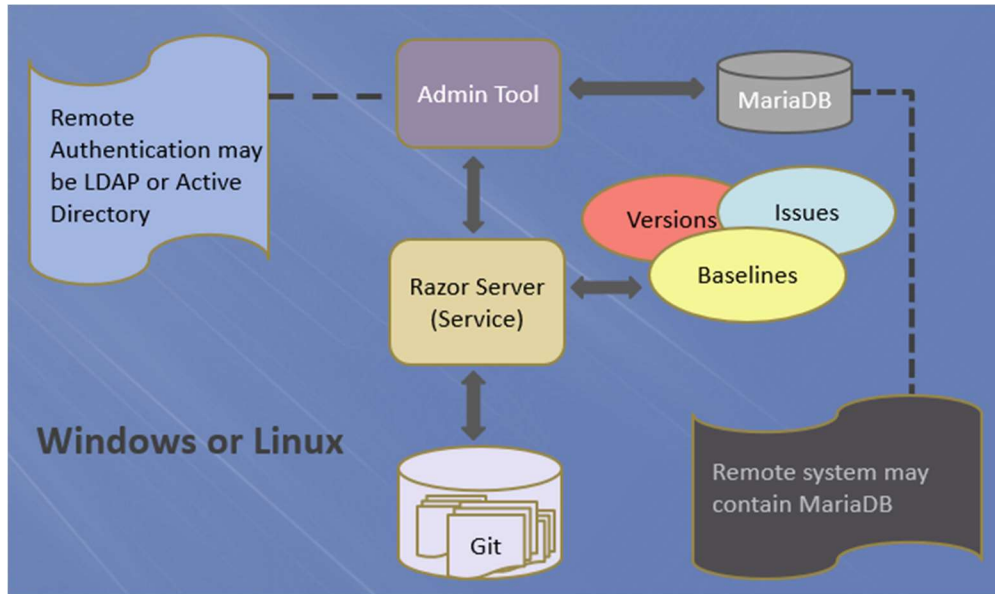 Remote
Authentication may
be LDAP or Active
Directory
Admin Tool
MariaDB
Versions
Issues
Baselines
Razor Server
(Service)
Windows or Linux
Git
Remote system may
contain MariaDB